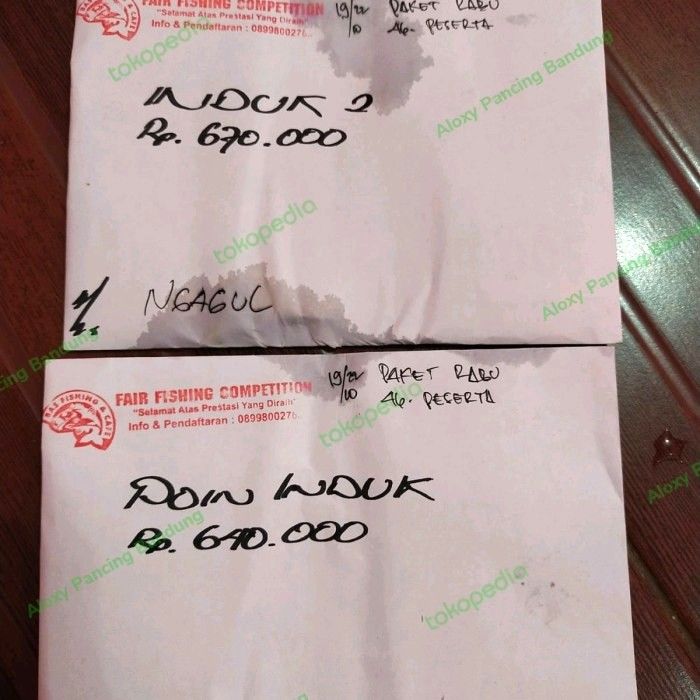 FAIR FISHING COMPETITION
"Selamat Atas Prestasi Yang Diraih"
Info & Pendaftaran : 0899800276..
19/22
10
PAKET RABU
46. PESERTA
INDUK 2
Rp. 670.000
NGAGUL
RAJ FISHING & CAFE
FAIR FISHING COMPETITION
"Selamat Atas Prestasi Yang Diraih"
Info & Pendaftaran : 0899800276.
19/22
10
PAKET RABU
46. PESERTA
POIN INDUK
Rp. 640.000
tokopedia
Aloxy Pancing Bandung
tokopedia
Aloxy Pancing Bandung
Pancing Bandung
tokopedia
Aloxy Pancing
Aloxy Pancing Bandung
tokopedia